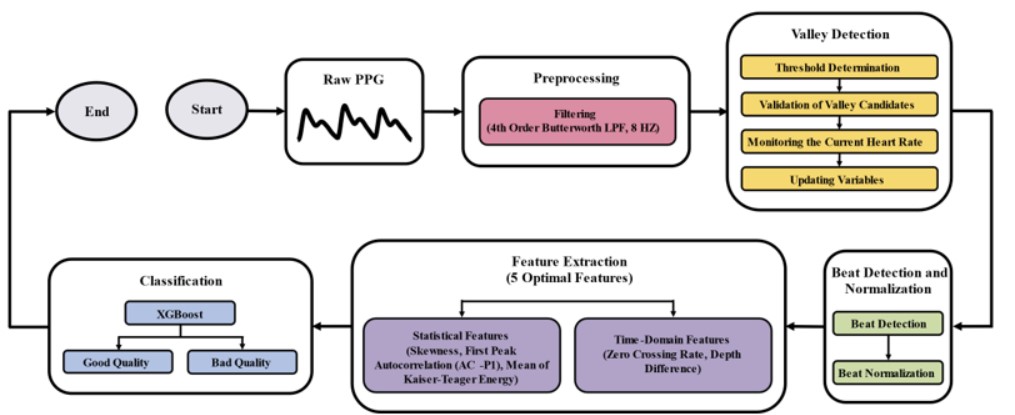 Start
Raw PPG
Preprocessing
Filtering
(4th Order Butterworth LPF, 8 HZ)
Valley Detection
Threshold Determination
Validation of Valley Candidates
Monitoring the Current Heart Rate
Updating Variables
Beat Detection and
Normalization
Beat Detection
Beat Normalization
Feature Extraction
(5 Optimal Features)
Statistical Features
(Skewness, First Peak
Autocorrelation (AC -P1), Mean of
Kaiser-Teager Energy)
Time-Domain Features
(Zero Crossing Rate, Depth
Difference)
Classification
XGBoost
Good Quality
Bad Quality
End